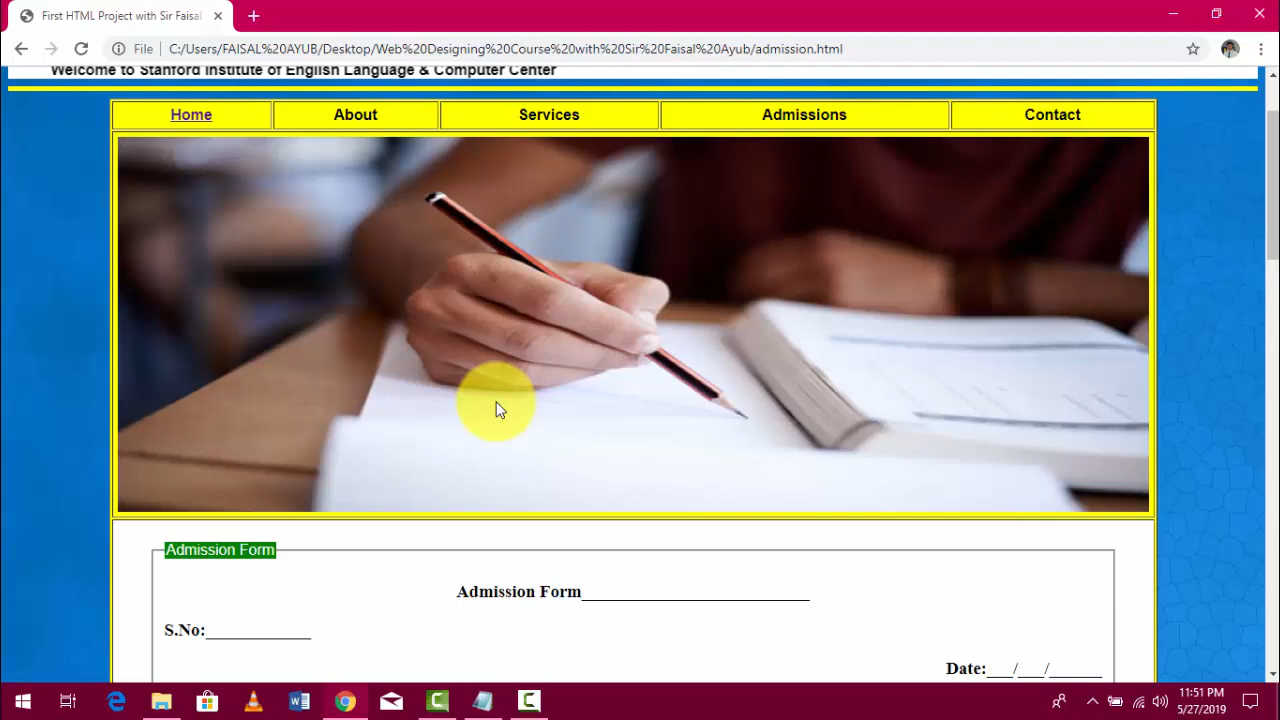 First HTML Project with Sir Faisal
File C:/Users/FAISAL%20AYUB/Desktop/Web%20Designing%20Course%20with%20Sir%20Faisal%20Ayub/admission.html
Welcome to Stanford Institute of English Language & Computer Center
Home About Services Admissions Contact
Admission Form
Admission Form
S.No:
Date:___/___/______
11:51 PM
5/27/2019